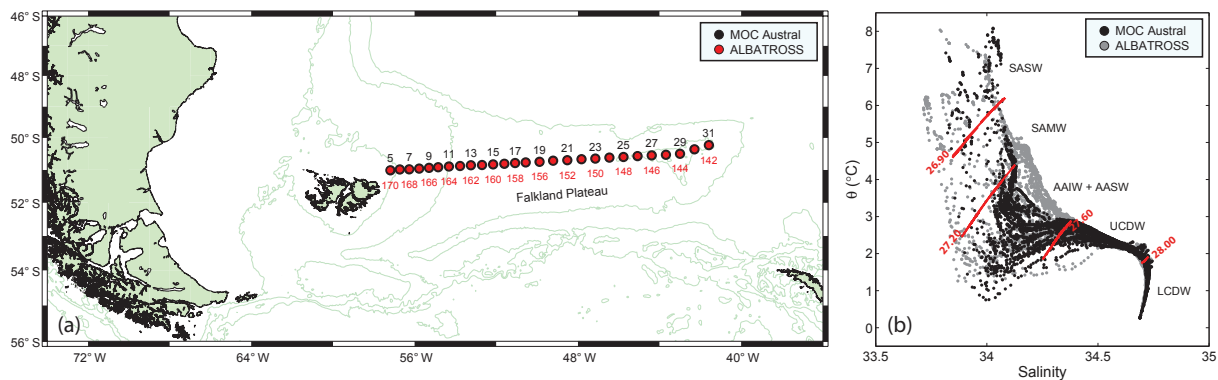 46° S
48° S
50° S
52° S
54° S
56° S
72° W
64° W
56° W
48° W
40° W
MOC Austral
ALBATROSS
5 7 9 11 13 15 17 19 21 23 25 27 29 31
170 168 166 164 162 160 158 156 152 150 148 146 144 142
Falkland Plateau
(a)
MOC Austral
ALBATROSS
8
7
6
5
4
3
2
1
0
θ (°C)
SASW
SAMW
26.90
AAIW + AASW
27.20
27.60
UCDW
28.00
LCDW
(b)
33.5 34 34.5 35
Salinity